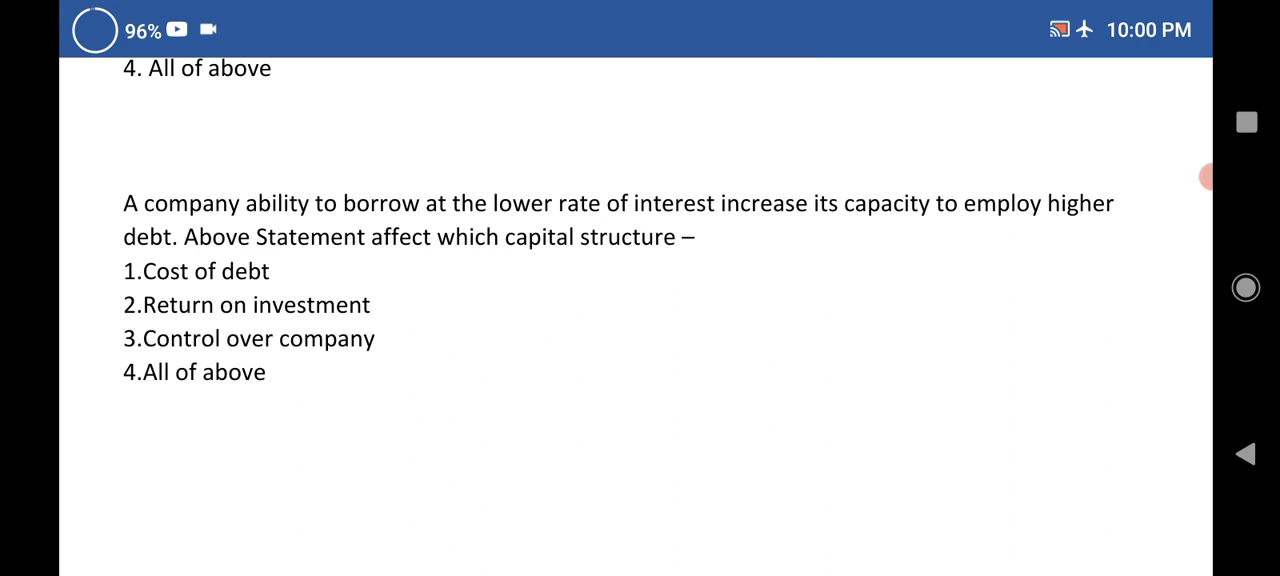 96% 10:00 PM
4. All of above
A company ability to borrow at the lower rate of interest increase its capacity to employ higher
debt. Above Statement affect which capital structure –
1.Cost of debt
2.Return on investment
3.Control over company
4.All of above